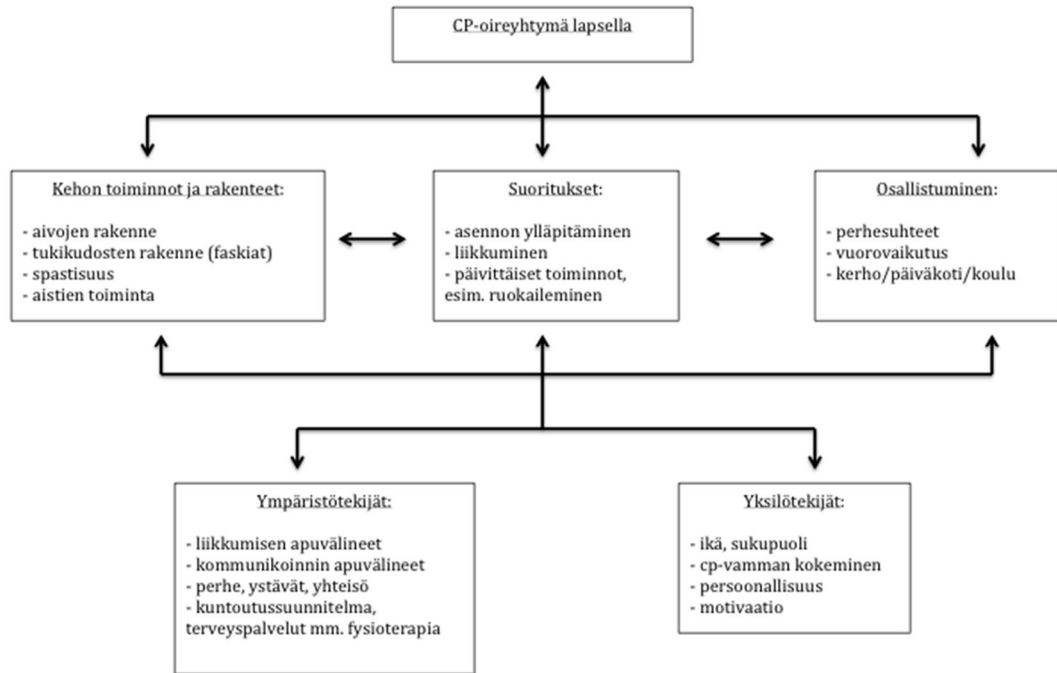 CP-oireyhtymä lapsella
Kehon toiminnot ja rakenteet:
- aivojen rakenne
- tukikudosten rakenne (faskiat)
- spastisuus
- aistien toiminta
Suoritukset:
- asennon ylläpitäminen
- liikkuminen
- päivittäiset toiminnot,
esim. ruokaileminen
Osallistuminen:
- perhesuhteet
- vuorovaikutus
- kerho/päiväkoti/koulu
Ympäristötekijät:
- liikkumisen apuvälineet
- kommunikoinnin apuvälineet
- perhe, ystävät, yhteisö
- kuntoutussuunnitelma,
terveyspalvelut mm. fysioterapia
Yksilötekijät:
- ikä, sukupuoli
- cp-vamman kokeminen
- persoonallisuus
- motivaatio